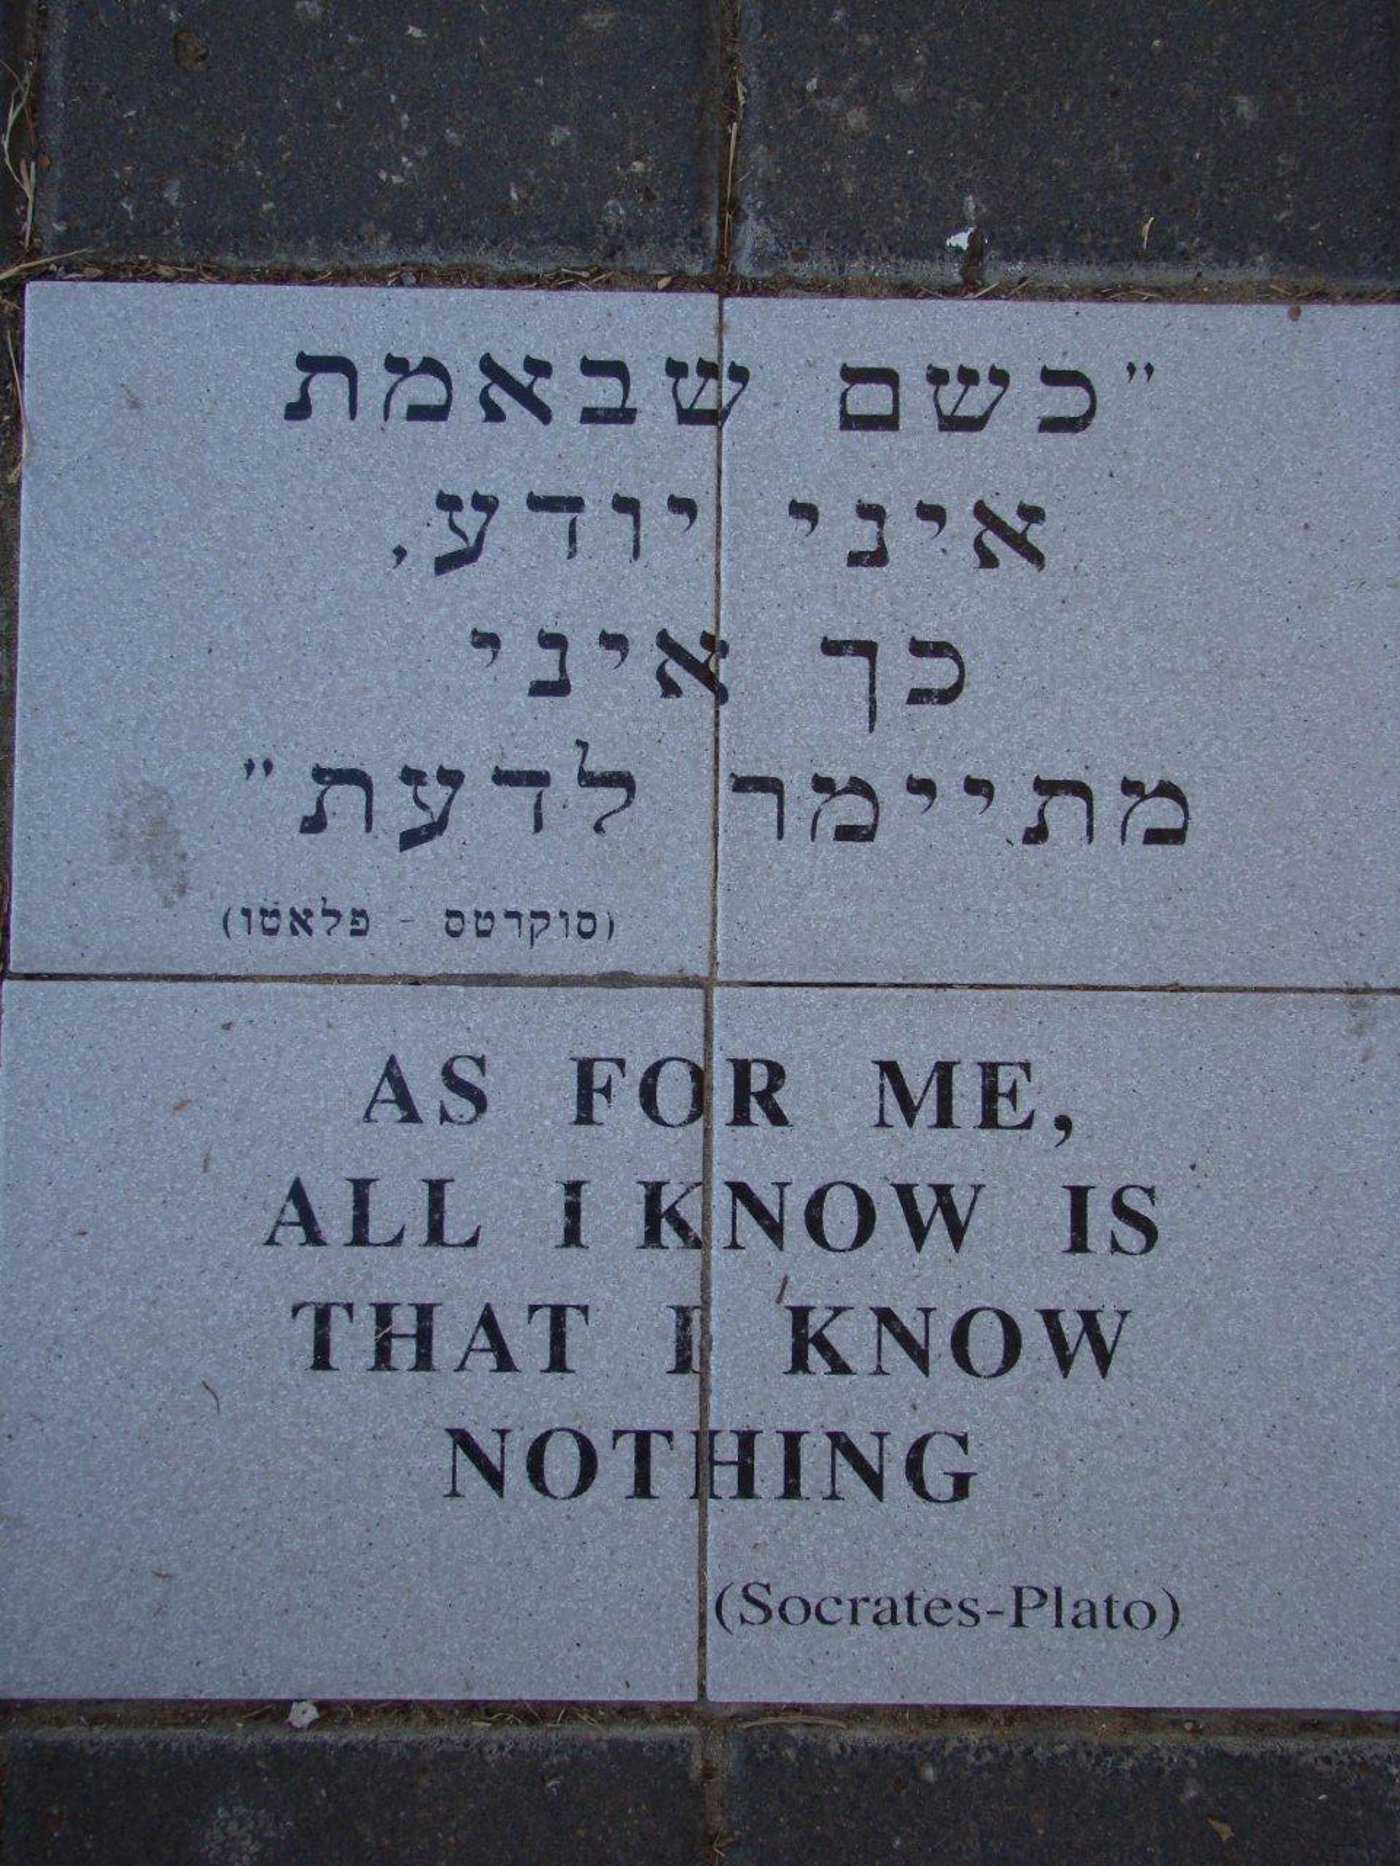 "כשם שבאמת
איני יודע,
כך איני
מתיימר לדעת"
(סוקרטס - פלאטו)
AS FOR ME,
ALL I KNOW IS
THAT I KNOW
NOTHING
(Socrates-Plato)